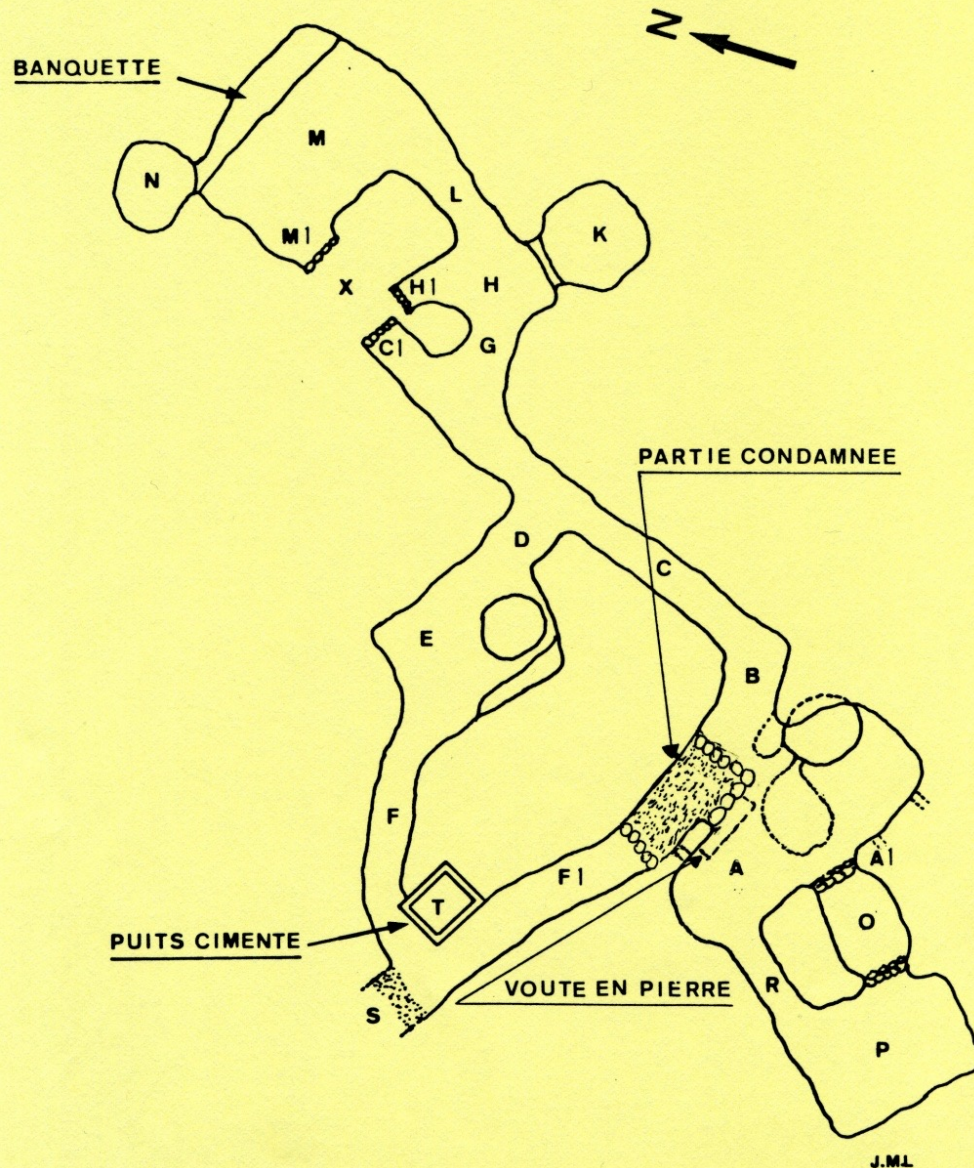 N
BANQUETTE
M
N
L
K
M1
X
H1
H
C1
G
PARTIE CONDAMNEE
D
C
E
B
F
F1
A
A1
T
O
PUITS CIMENTE
VOUTE EN PIERRE
R
S
P
J.M.L